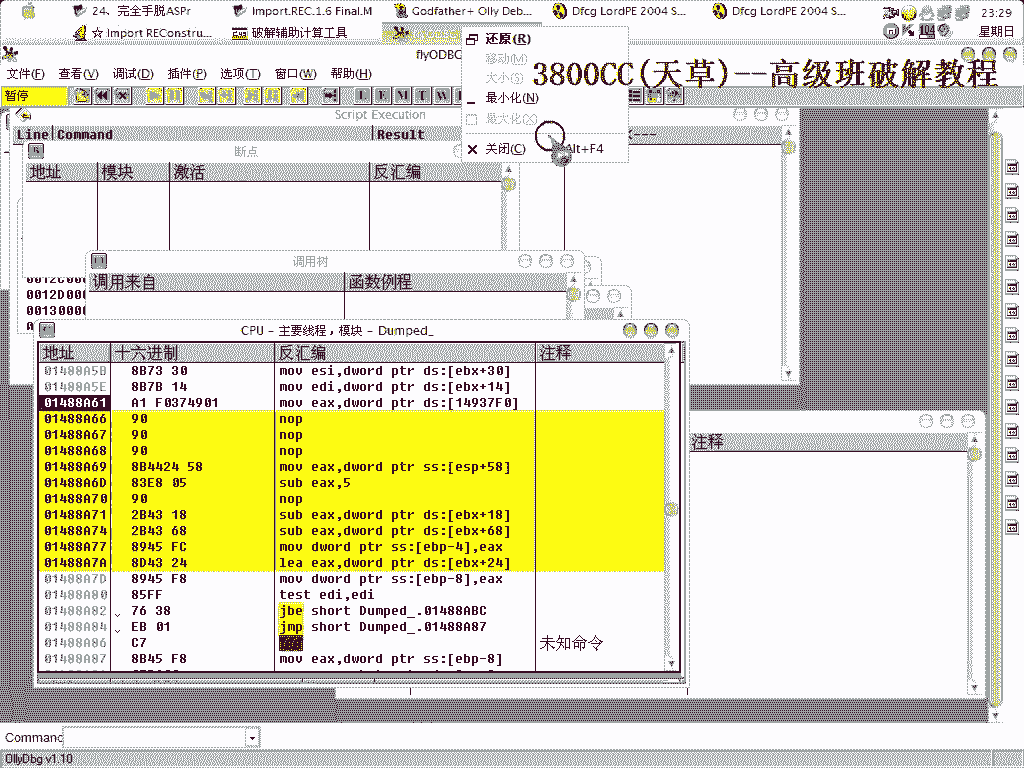 24、完全手脱ASPr
Import.REC.1.6 Final.M
Godfather+ Olly Deb...
Dfcg LordPE 2004 S...
Dfcg LordPE 2004 S...
23:29
☆ Import REConstru...
破解辅助计算工具
104
星期日
flyODBG
文件(F) 查看(V) 调试(D) 插件(P) 选项(T) 窗口(W) 帮助(H)
还原(R)
移动(M)
大小(S)
最小化(N)
最大化(X)
关闭(C) Alt+F4
3800CC(天草)--高级班破解教程
暂停
L E M T W
Script Execution
Line Command Result
断点
地址 模块 激活 反汇编
调用树
调用来自 函数例程
0012D000
00130000
CPU - 主要线程, 模块 - Dumped_
地址 十六进制 反汇编 注释
01488A5B 8B73 30 mov esi,dword ptr ds:[ebx+30]
01488A5E 8B7B 14 mov edi,dword ptr ds:[ebx+14]
01488A61 A1 F0374901 mov eax,dword ptr ds:[14937F0]
01488A66 90 nop
01488A67 90 nop
01488A68 90 nop
01488A69 8B4424 58 mov eax,dword ptr ss:[esp+58]
01488A6D 83E8 05 sub eax,5
01488A70 90 nop
01488A71 2B43 18 sub eax,dword ptr ds:[ebx+18]
01488A74 2B43 68 sub eax,dword ptr ds:[ebx+68]
01488A77 8945 FC mov dword ptr ss:[ebp-4],eax
01488A7A 8D43 24 lea eax,dword ptr ds:[ebx+24]
01488A7D 8945 F8 mov dword ptr ss:[ebp-8],eax
01488A80 85FF test edi,edi
01488A82 76 38 jbe short Dumped_.01488ABC
01488A84 EB 01 jmp short Dumped_.01488A87
01488A86 C7 未知命令
01488A87 8B45 F8 mov eax,dword ptr ss:[ebp-8]
注释
Command
OllyDbg v1.10